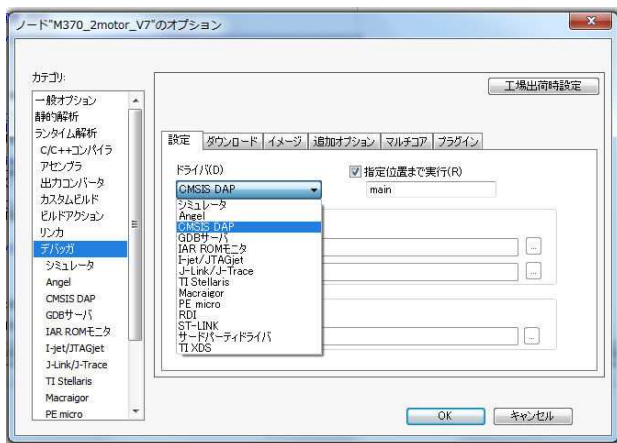 ノード"M370_2motor_V7"のオプション
カテゴリ:
一般オプション
静的解析
ランタイム解析
C/C++コンパイラ
アセンブラ
出力コンバータ
カスタムビルド
ビルドアクション
リンカ
デバッガ
シミュレータ
Angel
CMSIS DAP
GDBサーバ
IAR ROMモニタ
I-jet/JTAGjet
J-Link/J-Trace
TI Stellaris
Macraigor
PE micro
工場出荷時設定
設定
ダウンロード
イメージ
追加オプション
マルチコア
プラグイン
ドライバ(D)
指定位置まで実行(R)
CMSIS DAP
main
シミュレータ
Angel
CMSIS DAP
GDBサーバ
IAR ROMモニタ
I-jet/JTAGjet
J-Link/J-Trace
TI Stellaris
Macraigor
PE micro
RDI
ST-LINK
サードパーティドライバ
TI XDS
...
...
...
OK
キャンセル